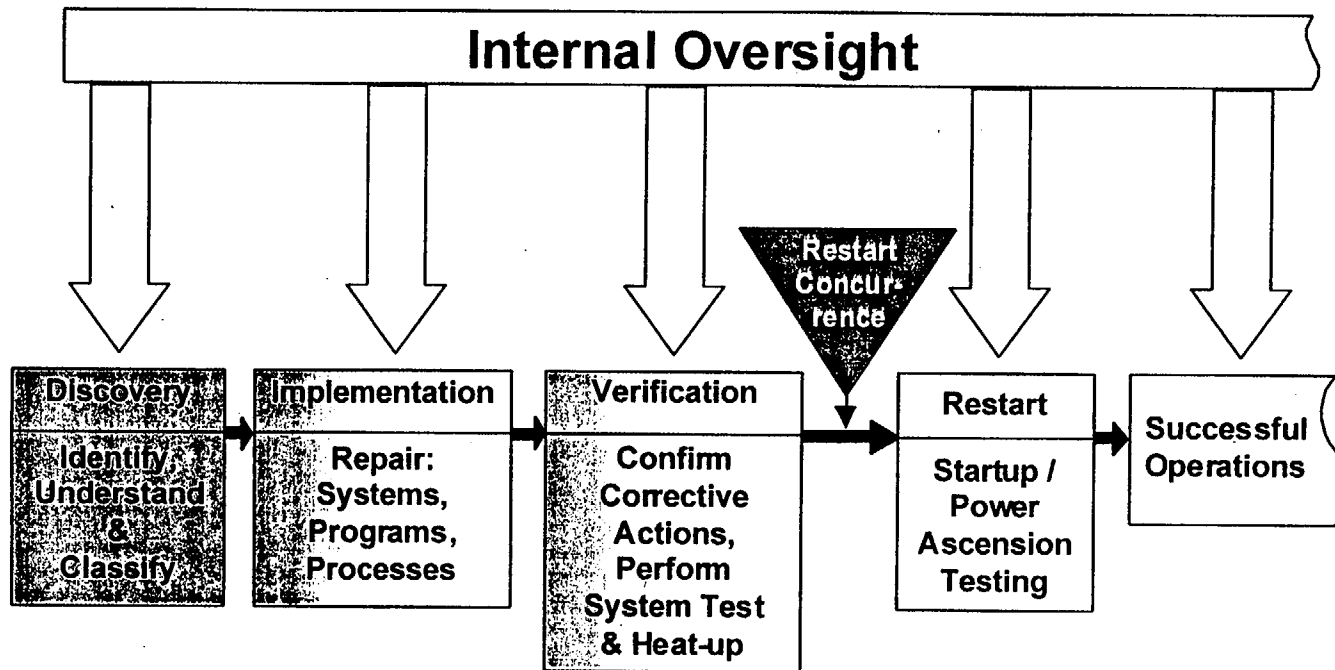 Internal Oversight
Restart
Concur-
rence
Discovery
Identify,
Understand
&
Classify
Implementation
Repair:
Systems,
Programs,
Processes
Verification
Confirm
Corrective
Actions,
Perform
System Test
& Heat-up
Restart
Startup /
Power
Ascension
Testing
Successful
Operations